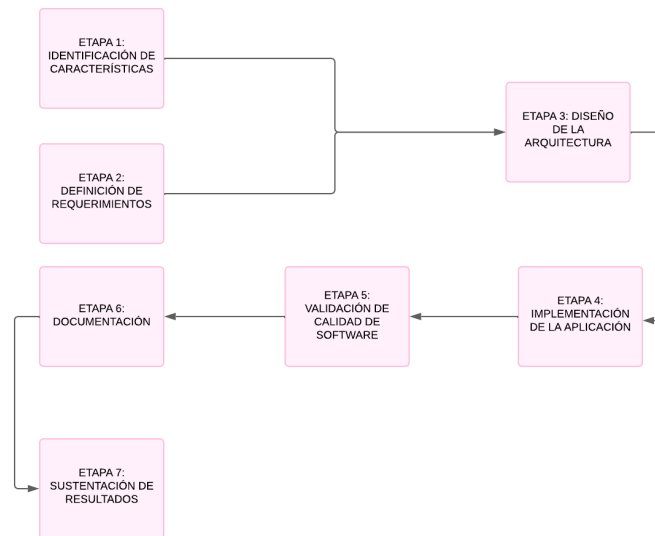 ETAPA 1:
IDENTIFICACIÓN DE
CARACTERÍSTICAS
ETAPA 2:
DEFINICIÓN DE
REQUERIMIENTOS
ETAPA 3: DISEÑO
DE LA
ARQUITECTURA
ETAPA 4:
IMPLEMENTACIÓN
DE LA APLICACIÓN
ETAPA 5:
VALIDACIÓN DE
CALIDAD DE
SOFTWARE
ETAPA 6:
DOCUMENTACIÓN
ETAPA 7:
SUSTENTACIÓN DE
RESULTADOS